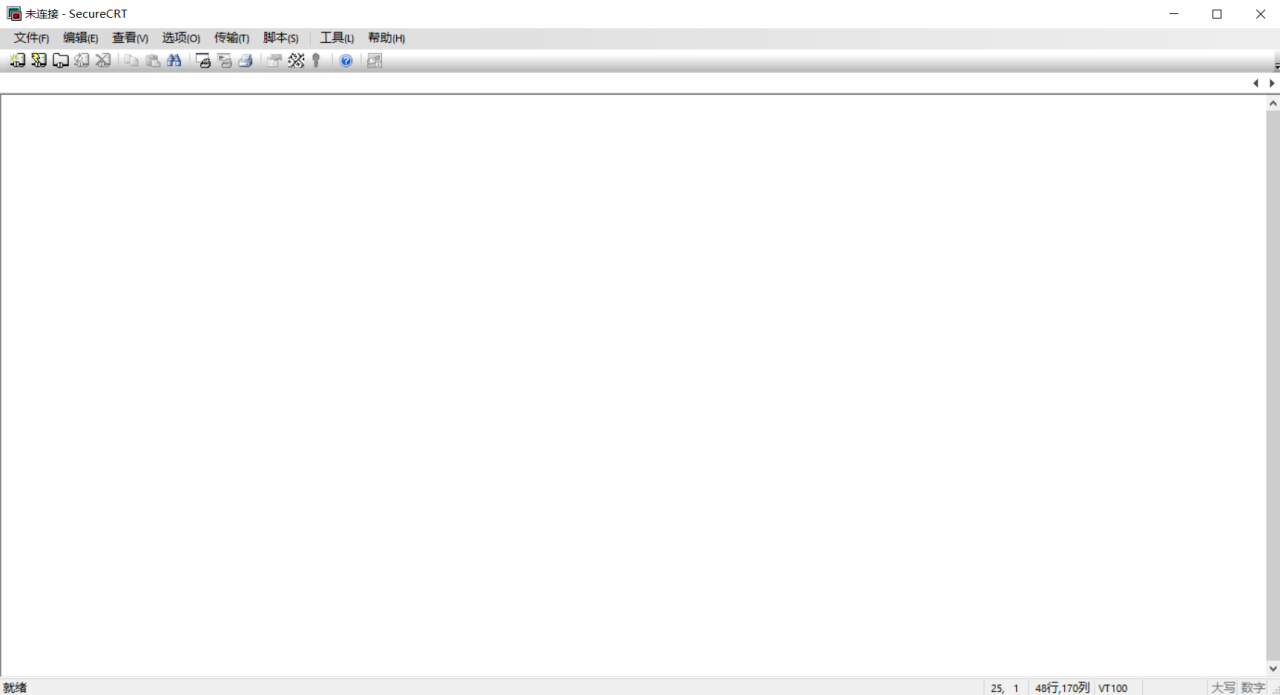 未连接 - SecureCRT
文件(F) 编辑(E) 查看(V) 选项(O) 传输(T) 脚本(S) 工具(L) 帮助(H)
就绪 25, 1 48行,170列 VT100 大写 数字